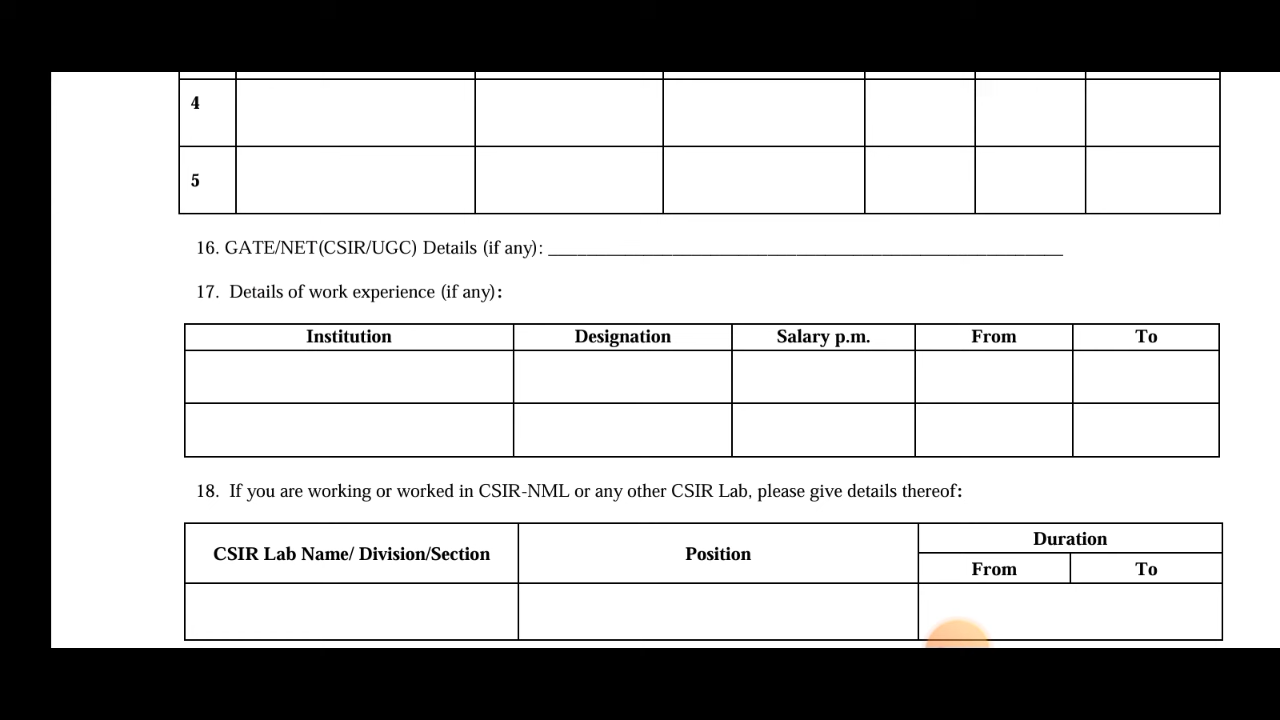 4
5
16. GATE/NET(CSIR/UGC) Details (if any): ______________________________________________________
17. Details of work experience (if any):
Institution Designation Salary p.m. From To
18. If you are working or worked in CSIR-NML or any other CSIR Lab, please give details thereof:
CSIR Lab Name/ Division/Section Position Duration
From To